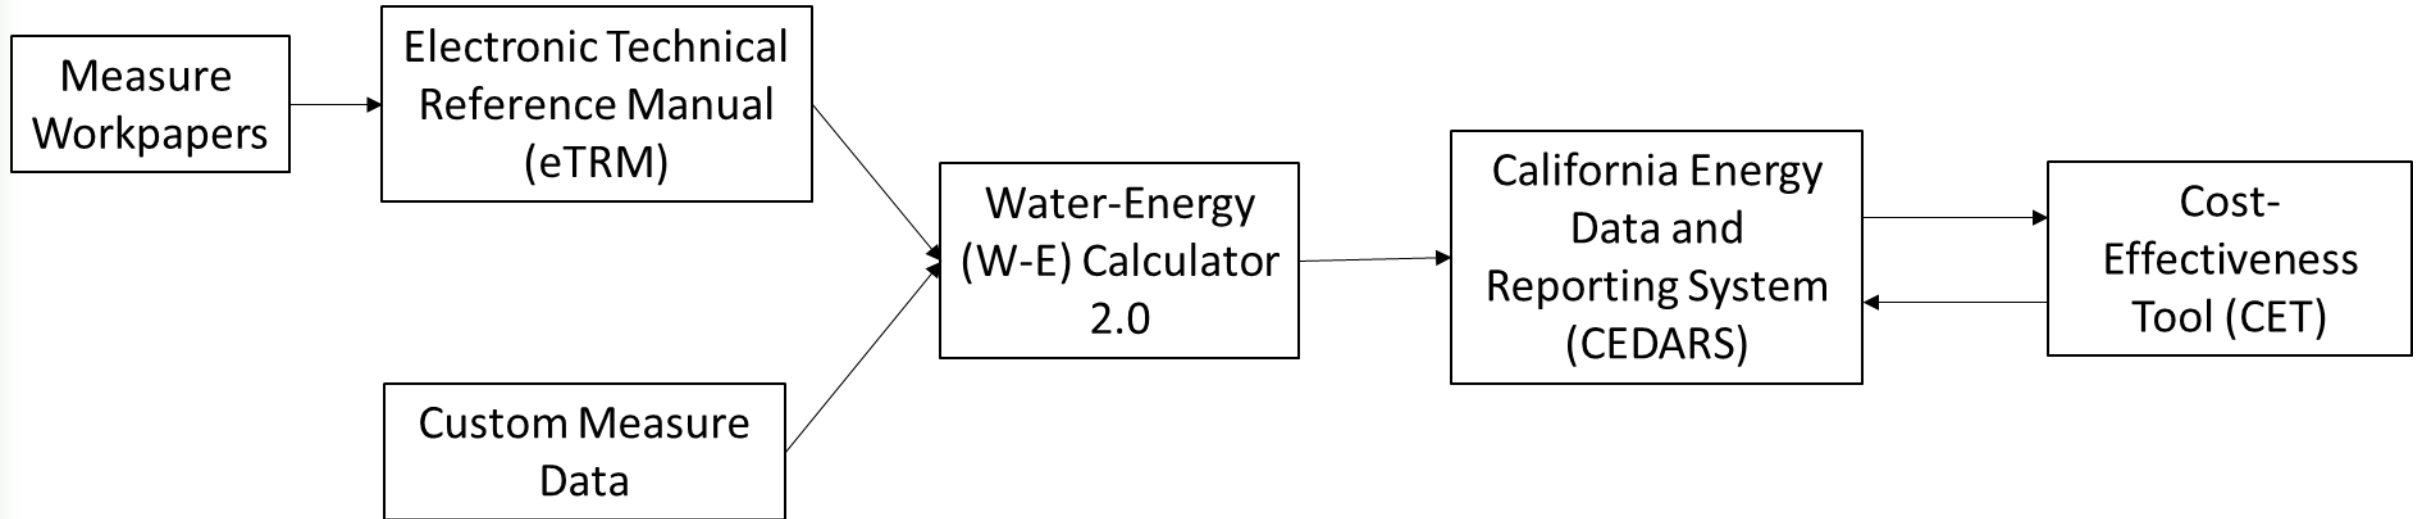 Measure
Workpapers
Electronic Technical
Reference Manual
(eTRM)
Custom Measure
Data
Water-Energy
(W-E) Calculator
2.0
California Energy
Data and
Reporting System
(CEDARS)
Cost-
Effectiveness
Tool (CET)